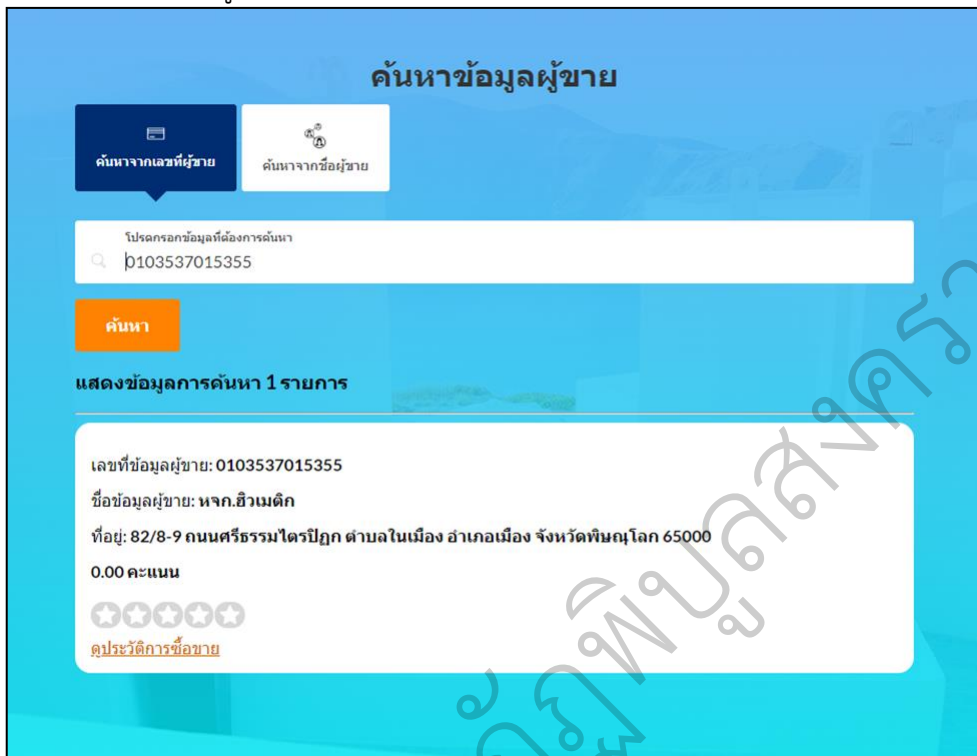 ค้นหาข้อมูลผู้ขาย
ค้นหาจากเลขที่ผู้ขาย
ค้นหาจากชื่อผู้ขาย
โปรดกรอกข้อมูลที่ต้องการค้นหา
0103537015355
ค้นหา
แสดงข้อมูลการค้นหา 1 รายการ
เลขที่ข้อมูลผู้ขาย: 0103537015355
ชื่อข้อมูลผู้ขาย: หจก.ฮิวเมดิก
ที่อยู่: 82/8-9 ถนนศรีธรรมไตรปิฏก ตำบลในเมือง อำเภอเมือง จังหวัดพิษณุโลก 65000
0.00 คะแนน
ดูประวัติการซื้อขาย